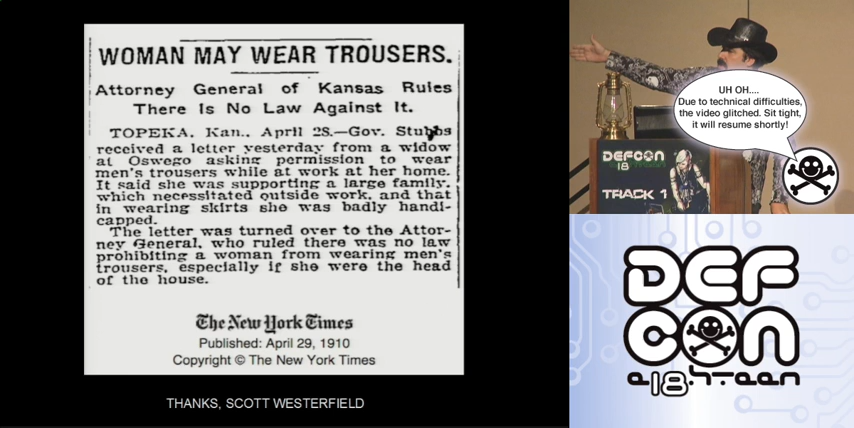 WOMAN MAY WEAR TROUSERS.
Attorney General of Kansas Rules
There Is No Law Against It.
TOPEKA, Kan., April 28.—Gov. Stubbs
received a letter yesterday from a widow
at Oswego asking permission to wear
men's trousers while at work at her home.
It said she was supporting a large family,
which necessitated outside work, and that
in wearing skirts she was badly handi-
capped.
The letter was turned over to the Attor-
ney General, who ruled there was no law
prohibiting a woman from wearing men's
trousers, especially if she were the head
of the house.
The New York Times
Published: April 29, 1910
Copyright © The New York Times
THANKS, SCOTT WESTERFIELD
UH OH....
Due to technical difficulties,
the video glitched. Sit tight,
it will resume shortly!
DEFCON
18
TRACK 1
DEF
CON
e.18.h-teen